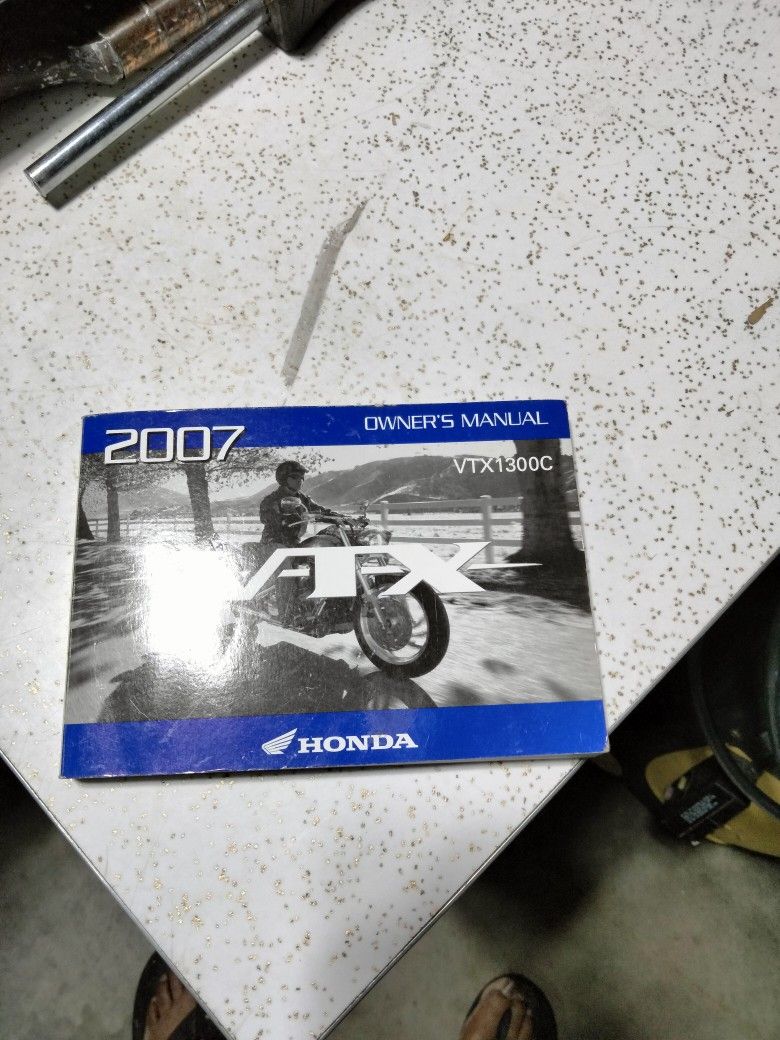 2007
OWNER'S MANUAL
VTX1300C
VTX
HONDA